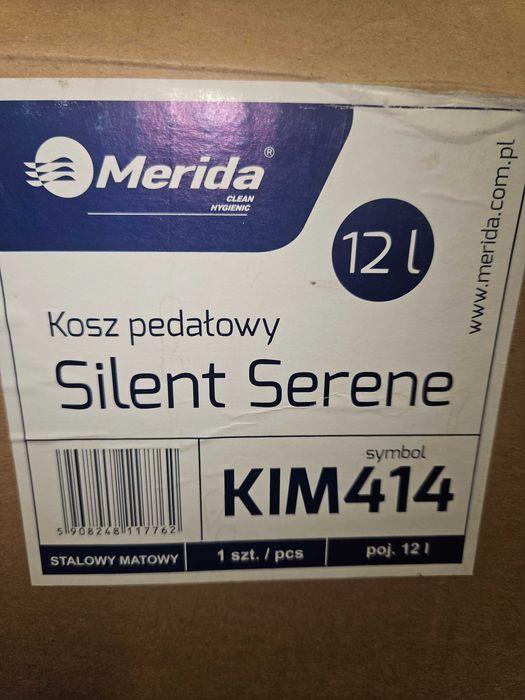 Merida®
CLEAN
HYGIENIC
12 l
www.merida.com.pl
Kosz pedałowy
Silent Serene
symbol
KIM414
5 908248 117762
STALOWY MATOWY
1 szt. / pcs
poj. 12 l